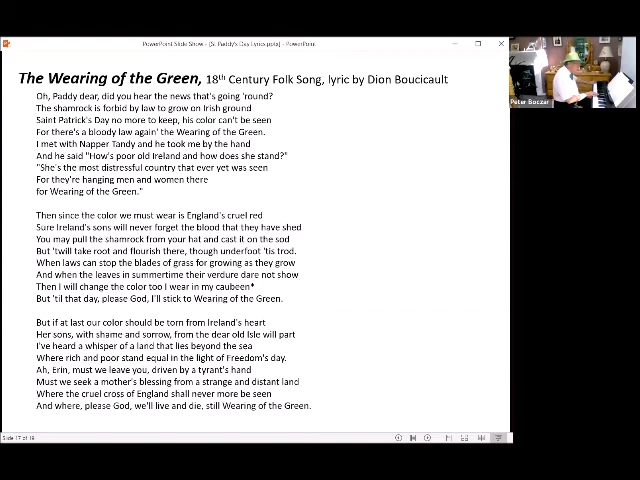 PowerPoint Slide Show - [St Paddy's Day Lyrics.pptx] - PowerPoint
The Wearing of the Green, 18th Century Folk Song, lyric by Dion Boucicault
Oh, Paddy dear, did you hear the news that's going 'round?
The shamrock is forbid by law to grow on Irish ground
Saint Patrick's Day no more to keep, his color can't be seen
For there's a bloody law again' the Wearing of the Green.
I met with Napper Tandy and he took me by the hand
And he said "How's poor old Ireland and how does she stand?"
"She's the most distressful country that ever yet was seen
For they're hanging men and women there
for Wearing of the Green."
Then since the color we must wear is England's cruel red
Sure Ireland's sons will never forget the blood that they have shed
You may pull the shamrock from your hat and cast it on the sod
But 'twill take root and flourish there, though underfoot 'tis trod.
When laws can stop the blades of grass for growing as they grow
And when the leaves in summertime their verdure dare not show
Then I will change the color too I wear in my caubeen*
But 'til that day, please God, I'll stick to Wearing of the Green.
But if at last our color should be torn from Ireland's heart
Her sons, with shame and sorrow, from the dear old Isle will part
I've heard a whisper of a land that lies beyond the sea
Where rich and poor stand equal in the light of Freedom's day.
Ah, Erin, must we leave you, driven by a tyrant's hand
Must we seek a mother's blessing from a strange and distant land
Where the cruel cross of England shall never more be seen
And where, please God, we'll live and die, still Wearing of the Green.
Slide 17 of 19
Peter Boczar